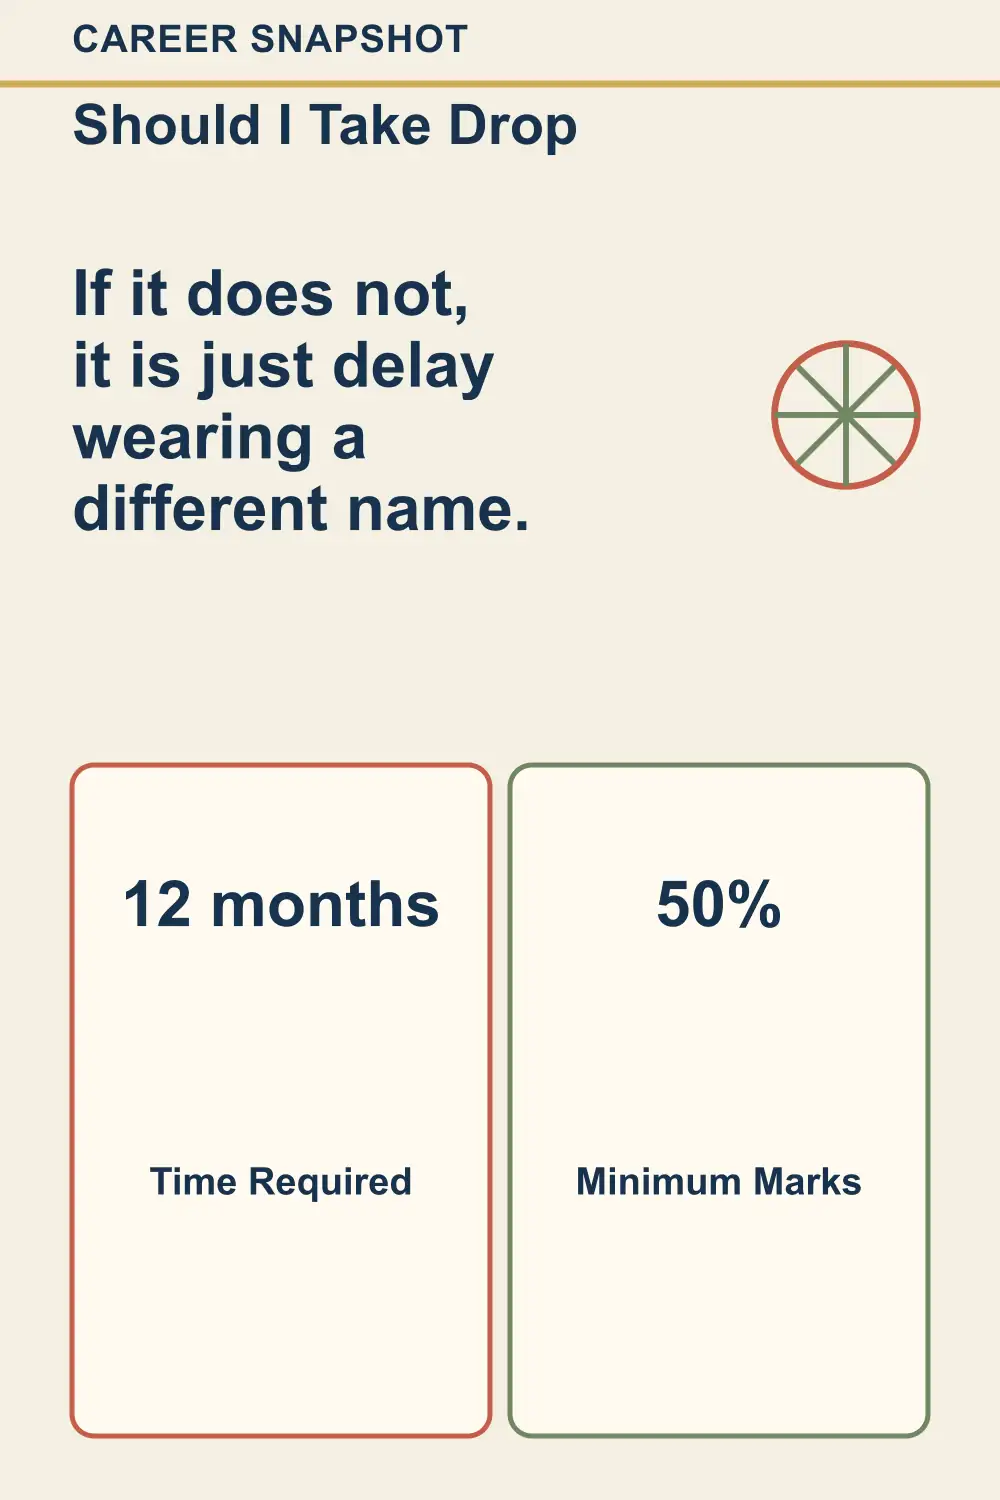 CAREER SNAPSHOT
Should I Take Drop
If it does not,
it is just delay
wearing a
different name.
12 months
Time Required
50%
Minimum Marks